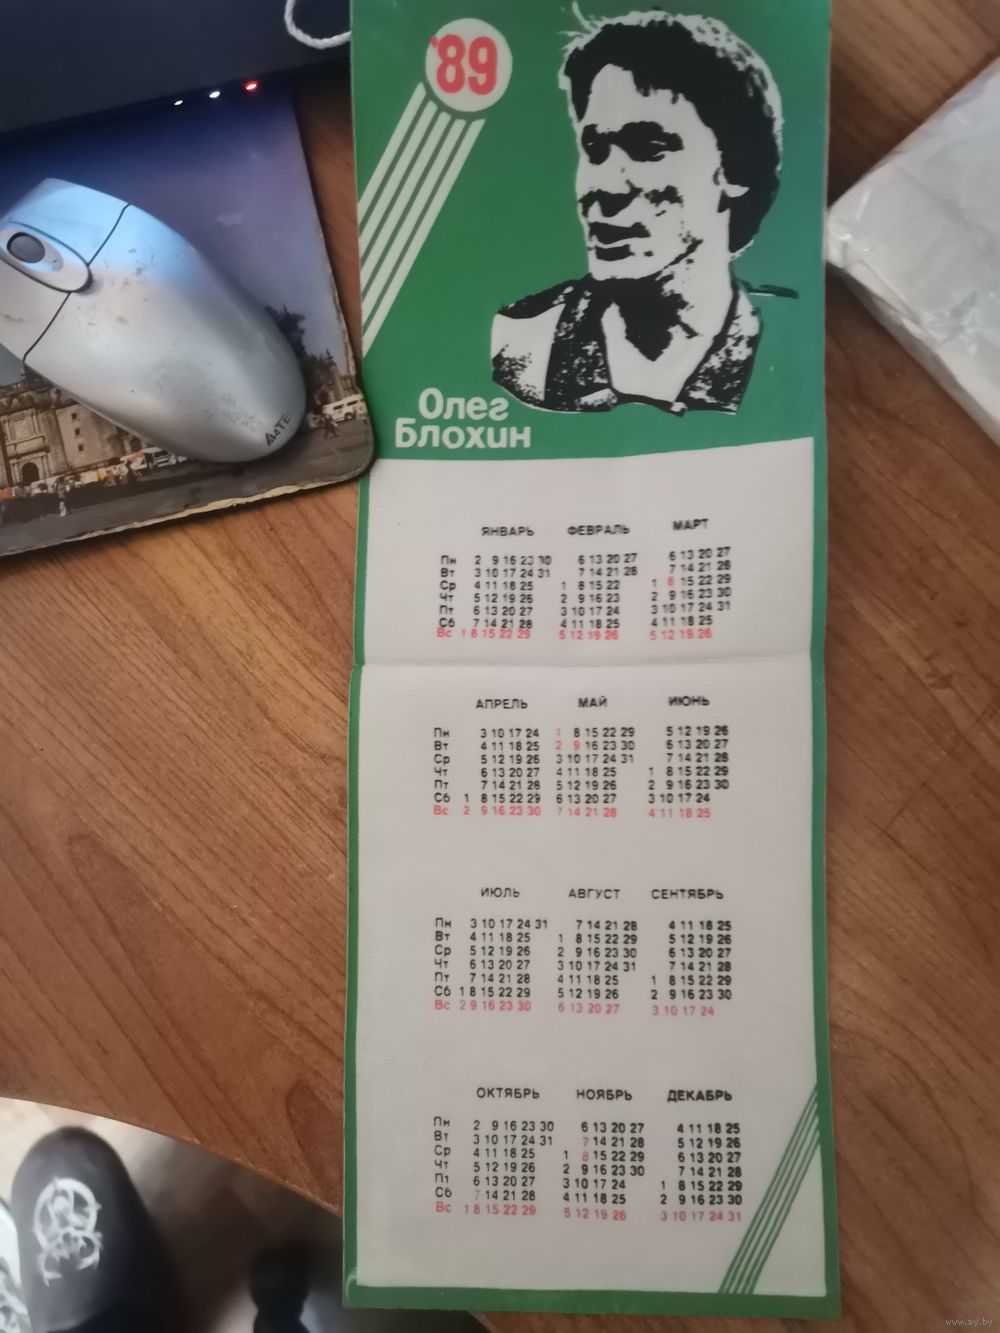 '89
Олег
Блохин
A4TE
ЯНВАРЬ ФЕВРАЛЬ МАРТ
Пн 2 9 16 23 30 6 13 20 27 6 13 20 27
Вт 3 10 17 24 31 7 14 21 28 7 14 21 28
Ср 4 11 18 25 1 8 15 22 1 8 15 22 29
Чт 5 12 19 26 2 9 16 23 2 9 16 23 30
Пт 6 13 20 27 3 10 17 24 3 10 17 24 31
Сб 7 14 21 28 4 11 18 25 4 11 18 25
Вс 1 8 15 22 29 5 12 19 26 5 12 19 26
АПРЕЛЬ МАЙ ИЮНЬ
Пн 3 10 17 24 1 8 15 22 29 5 12 19 26
Вт 4 11 18 25 2 9 16 23 30 6 13 20 27
Ср 5 12 19 26 3 10 17 24 31 7 14 21 28
Чт 6 13 20 27 4 11 18 25 1 8 15 22 29
Пт 7 14 21 28 5 12 19 26 2 9 16 23 30
Сб 1 8 15 22 29 6 13 20 27 3 10 17 24
Вс 2 9 16 23 30 7 14 21 28 4 11 18 25
ИЮЛЬ АВГУСТ СЕНТЯБРЬ
Пн 3 10 17 24 31 7 14 21 28 4 11 18 25
Вт 4 11 18 25 1 8 15 22 29 5 12 19 26
Ср 5 12 19 26 2 9 16 23 30 6 13 20 27
Чт 6 13 20 27 3 10 17 24 31 7 14 21 28
Пт 7 14 21 28 4 11 18 25 1 8 15 22 29
Сб 1 8 15 22 29 5 12 19 26 2 9 16 23 30
Вс 2 9 16 23 30 6 13 20 27 3 10 17 24
ОКТЯБРЬ НОЯБРЬ ДЕКАБРЬ
Пн 2 9 16 23 30 6 13 20 27 4 11 18 25
Вт 3 10 17 24 31 7 14 21 28 5 12 19 26
Ср 4 11 18 25 1 8 15 22 29 6 13 20 27
Чт 5 12 19 26 2 9 16 23 30 7 14 21 28
Пт 6 13 20 27 3 10 17 24 1 8 15 22 29
Сб 7 14 21 28 4 11 18 25 2 9 16 23 30
Вс 1 8 15 22 29 5 12 19 26 3 10 17 24 31
www.ay.by